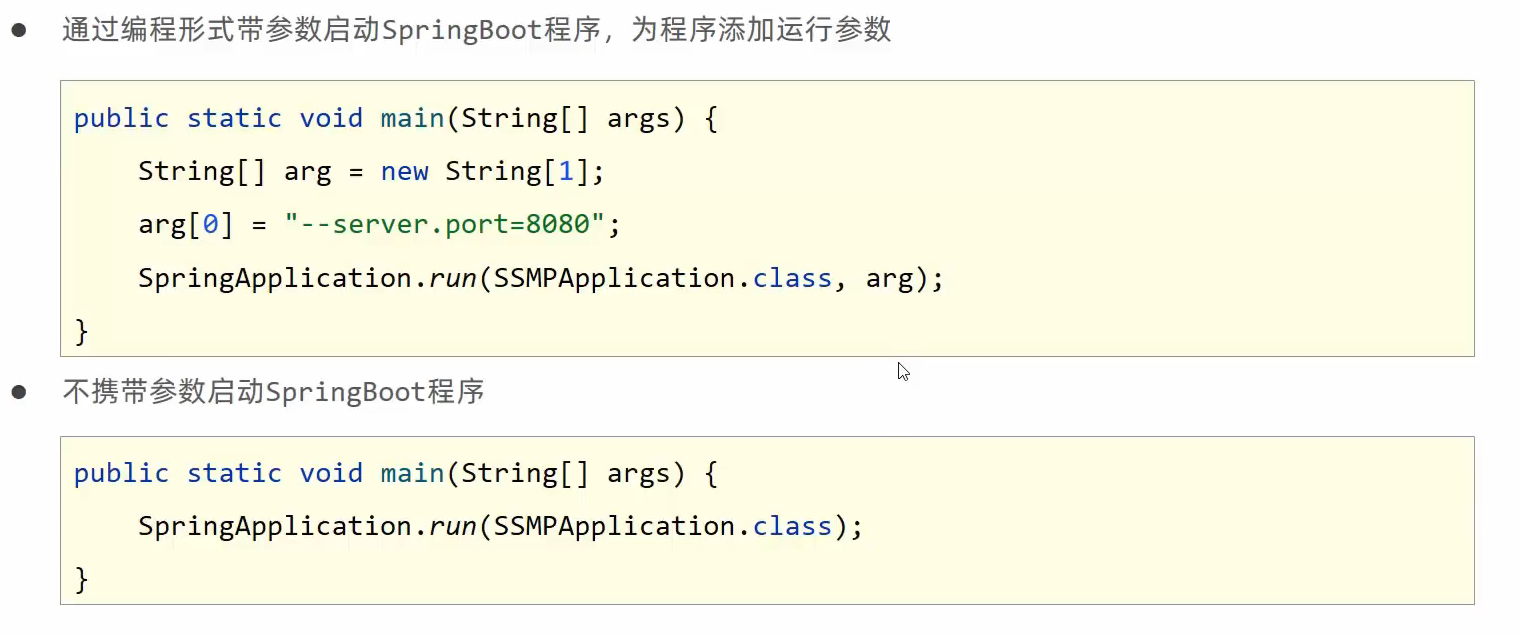 通过编程形式带参数启动SpringBoot程序，为程序添加运行参数
public static void main(String[] args) {
    String[] arg = new String[1];
    arg[0] = "--server.port=8080";
    SpringApplication.run(SSMPApplication.class, arg);
}
不携带参数启动SpringBoot程序
public static void main(String[] args) {
    SpringApplication.run(SSMPApplication.class);
}